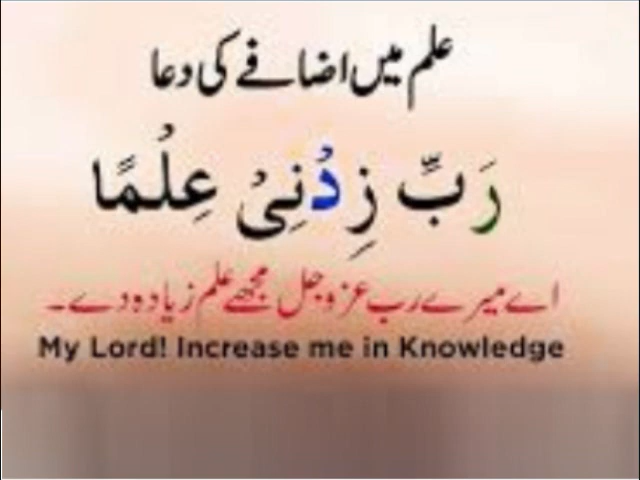 علم میں اضافے کی دعا
رَبِّ زِدْنِیْ عِلْمًا
اے میرے رب عزوجل مجھے علم زیادہ دے۔
My Lord! Increase me in Knowledge